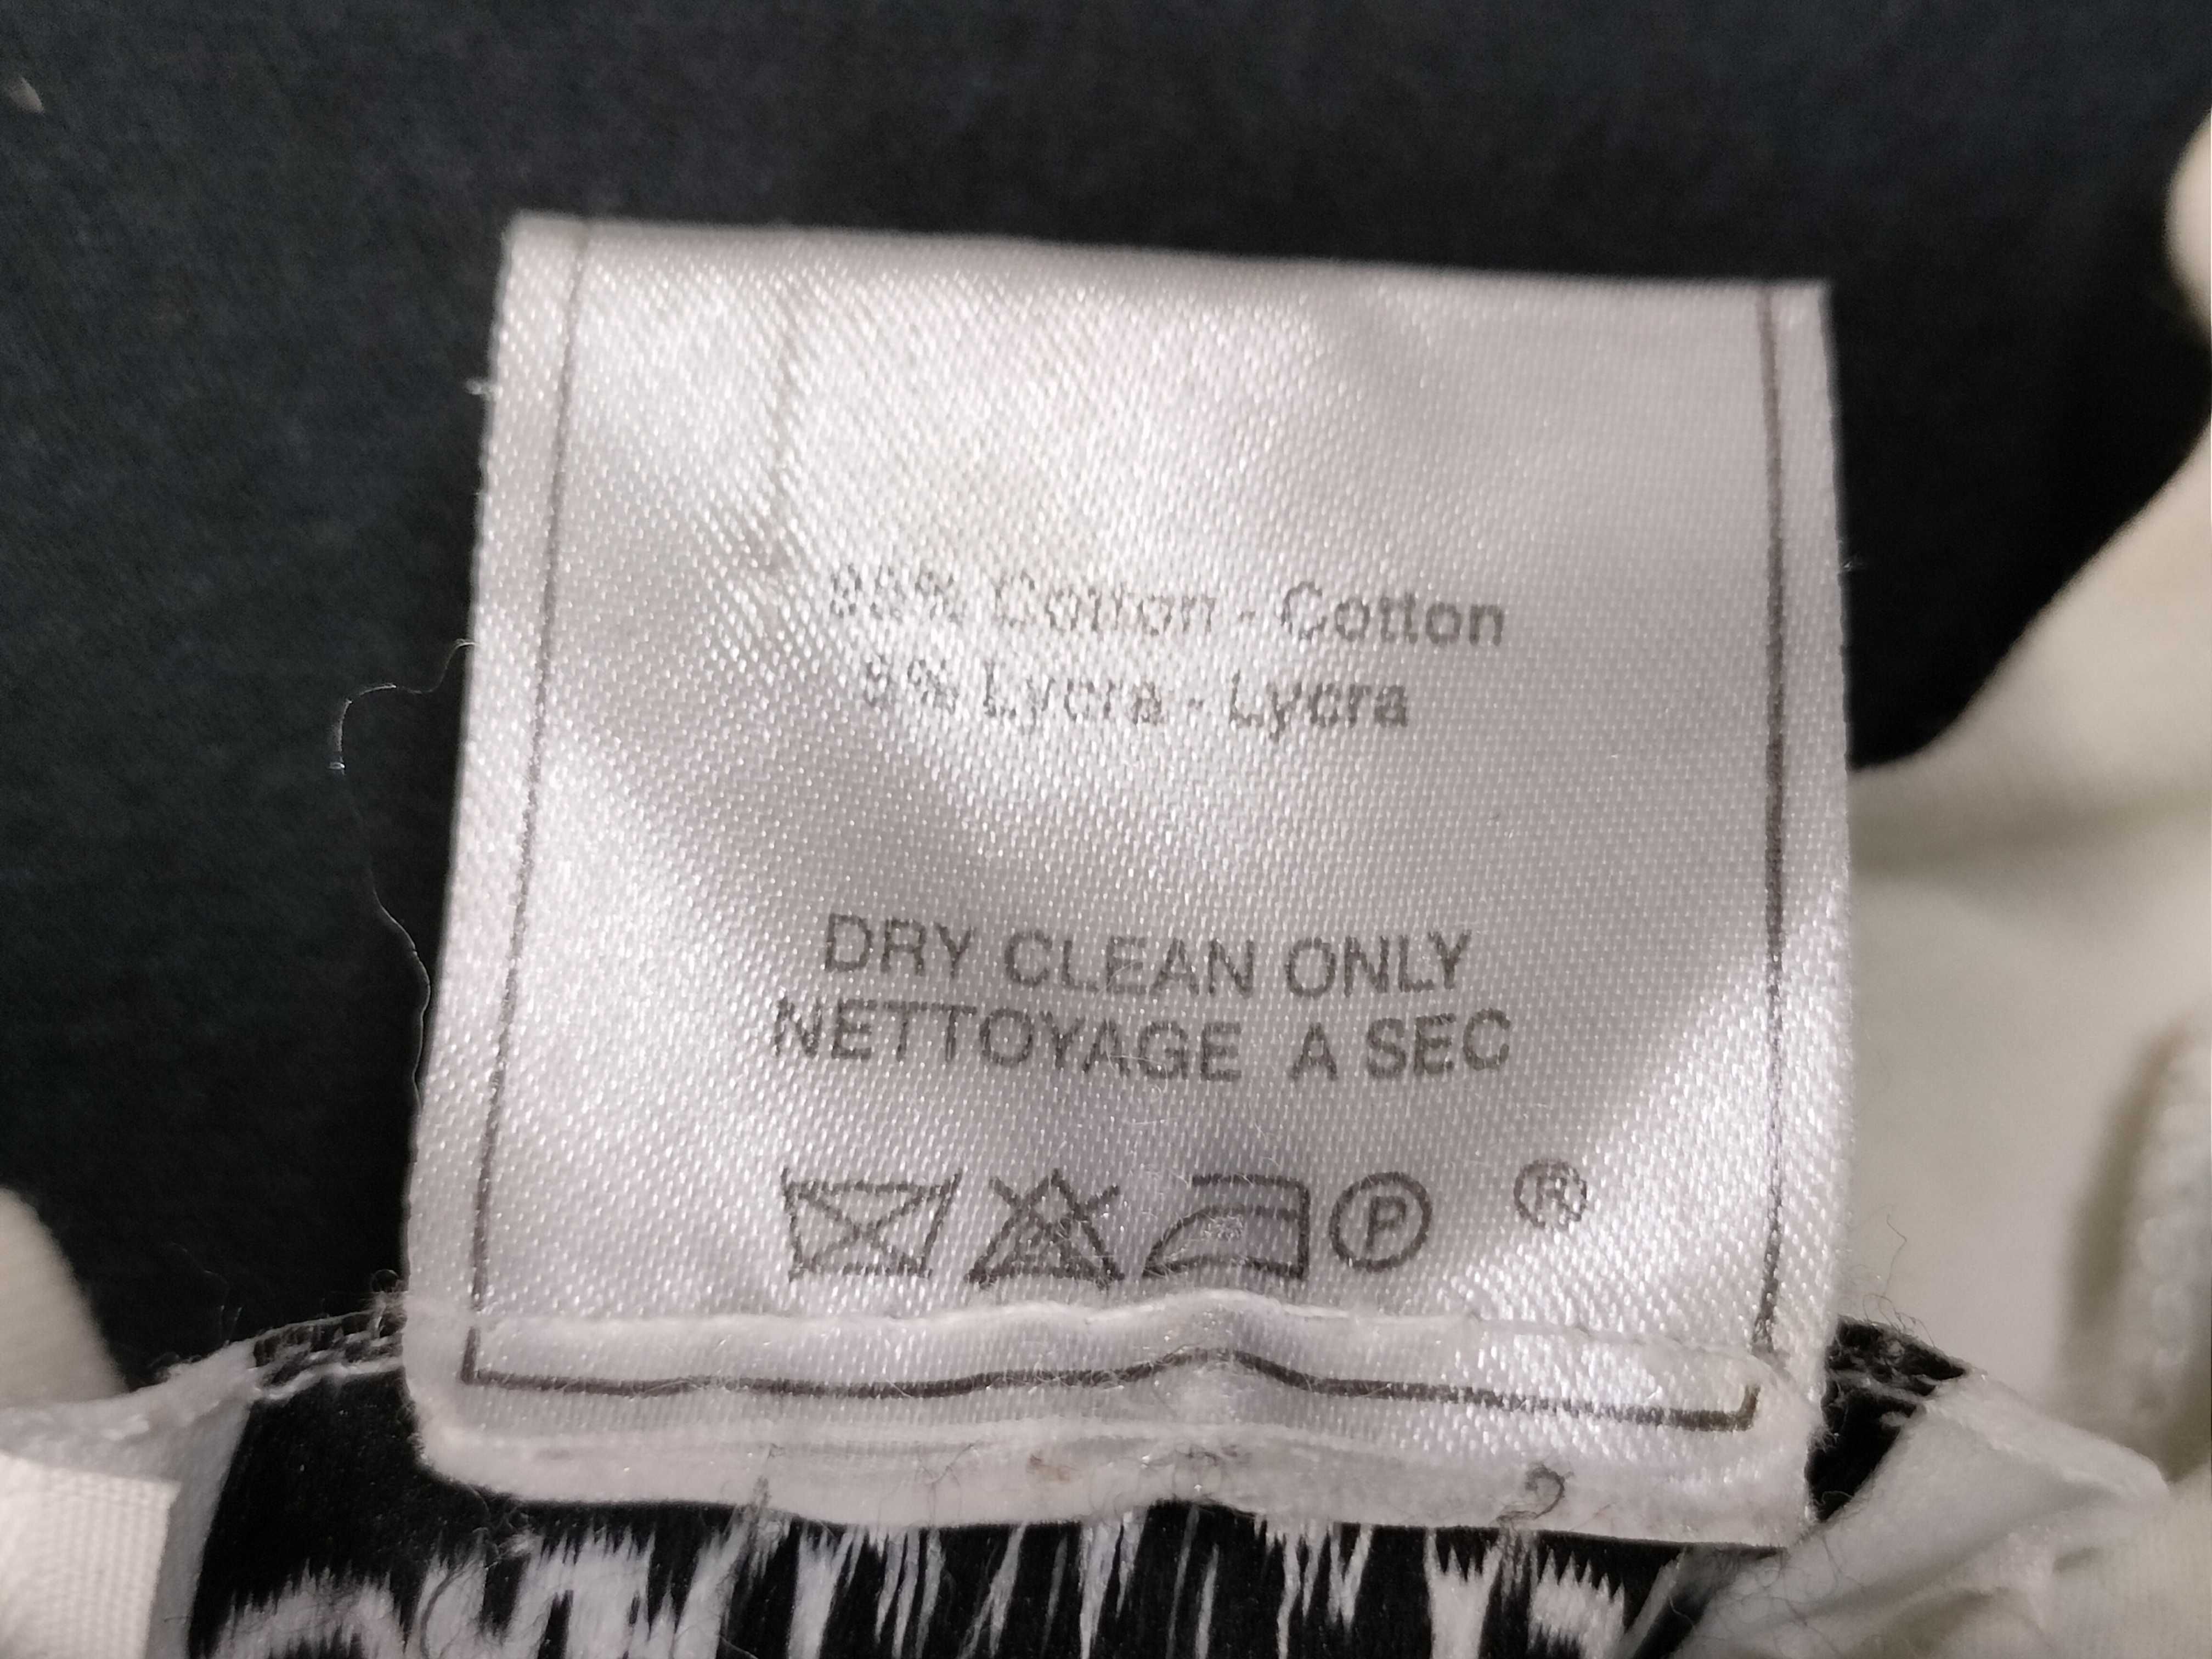 Cotton - Cotton
Lycra - Lycra
DRY CLEAN ONLY
NETTOYAGE A SEC
P ®